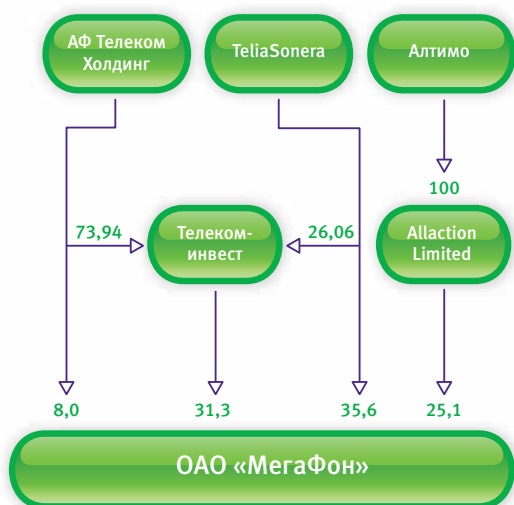 АФ Телеком
Холдинг
TeliaSonera
Алтимо
100
73,94
Телеком-
инвест
26,06
Allaction
Limited
8,0
31,3
35,6
25,1
ОАО «МегаФон»